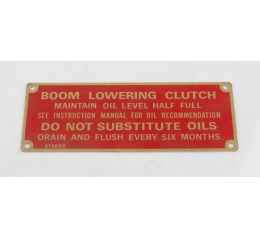 BOOM LOWERING CLUTCH
MAINTAIN OIL LEVEL HALF FULL
SEE INSTRUCTION MANUAL FOR OIL RECOMMENDATION
DO NOT SUBSTITUTE OILS
DRAIN AND FLUSH EVERY SIX MONTHS